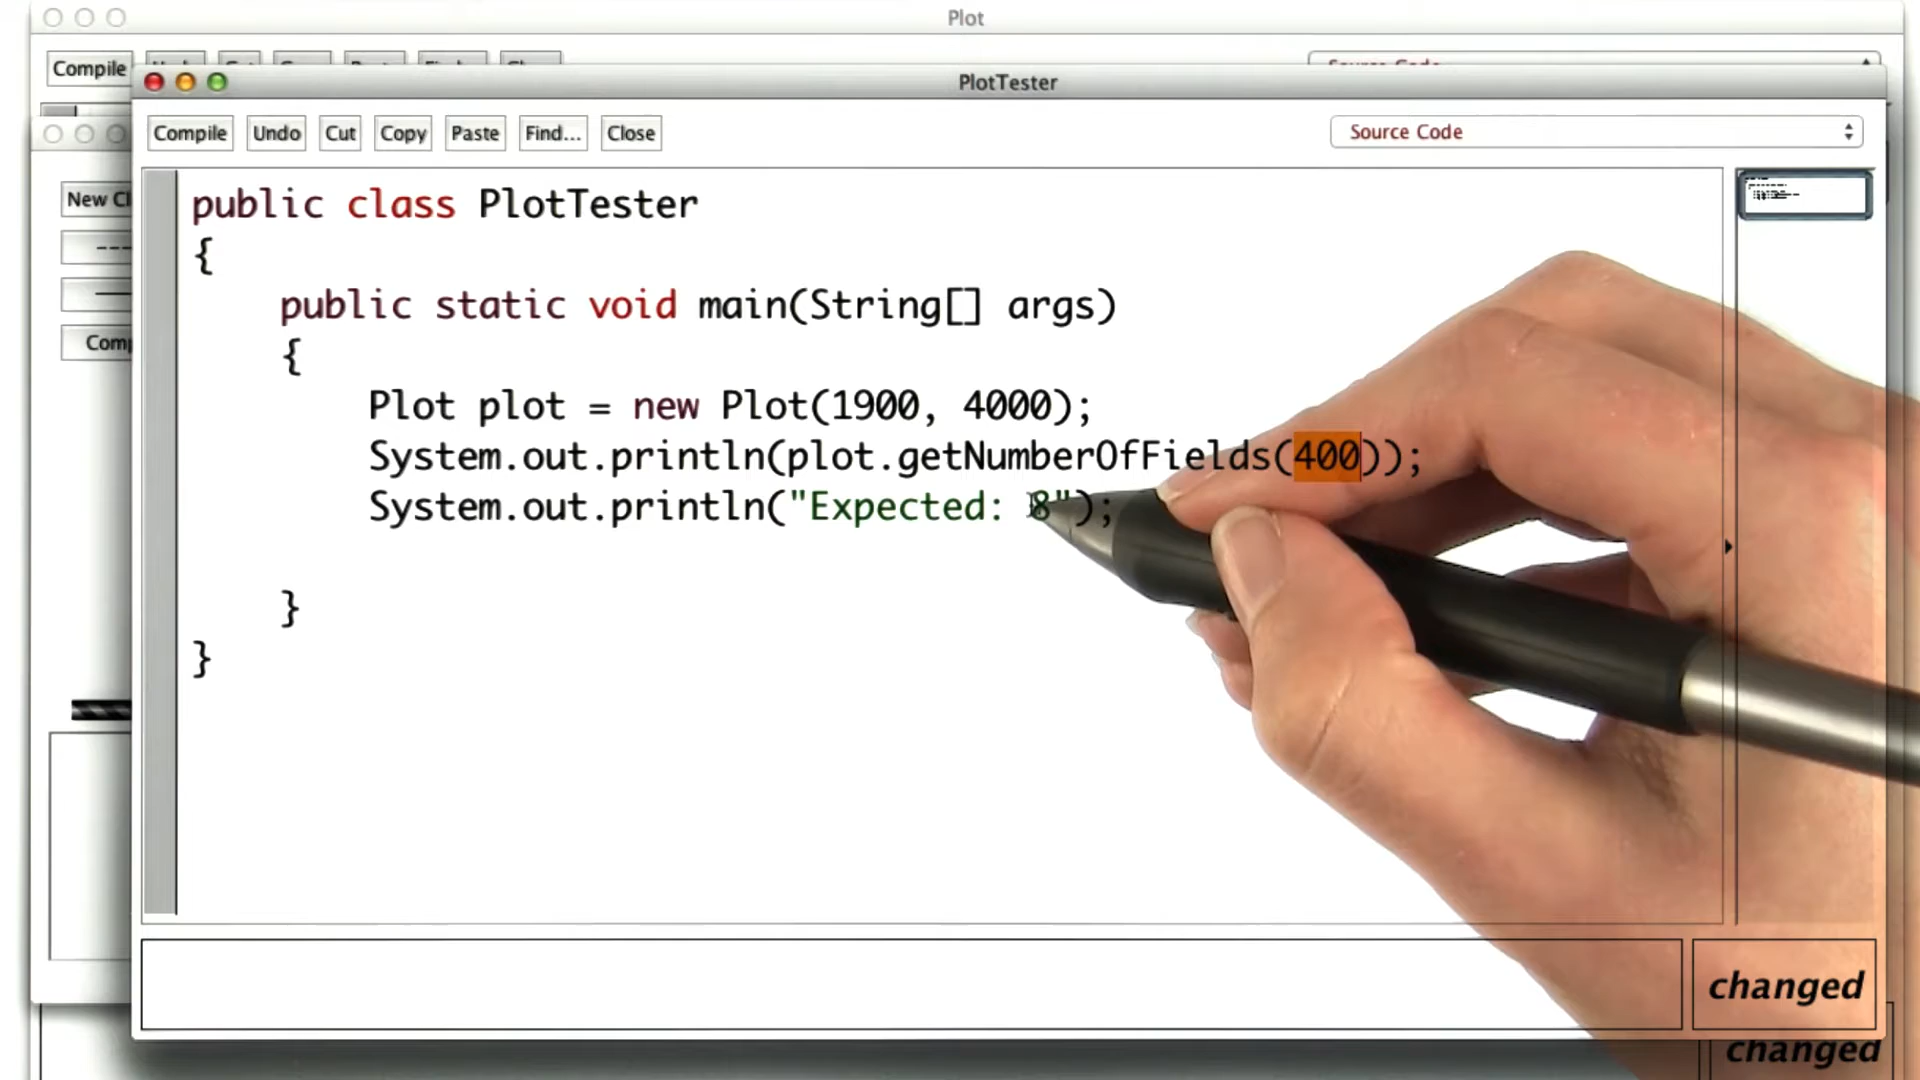 Plot
Compile
Source Code
PlotTester
Compile Undo Cut Copy Paste Find... Close
Source Code
New Cl
public class PlotTester
{
public static void main(String[] args)
{
Comp
Plot plot = new Plot(1900, 4000);
System.out.println(plot.getNumberOfFields(400));
System.out.println("Expected: 8");
}
}
changed
changed